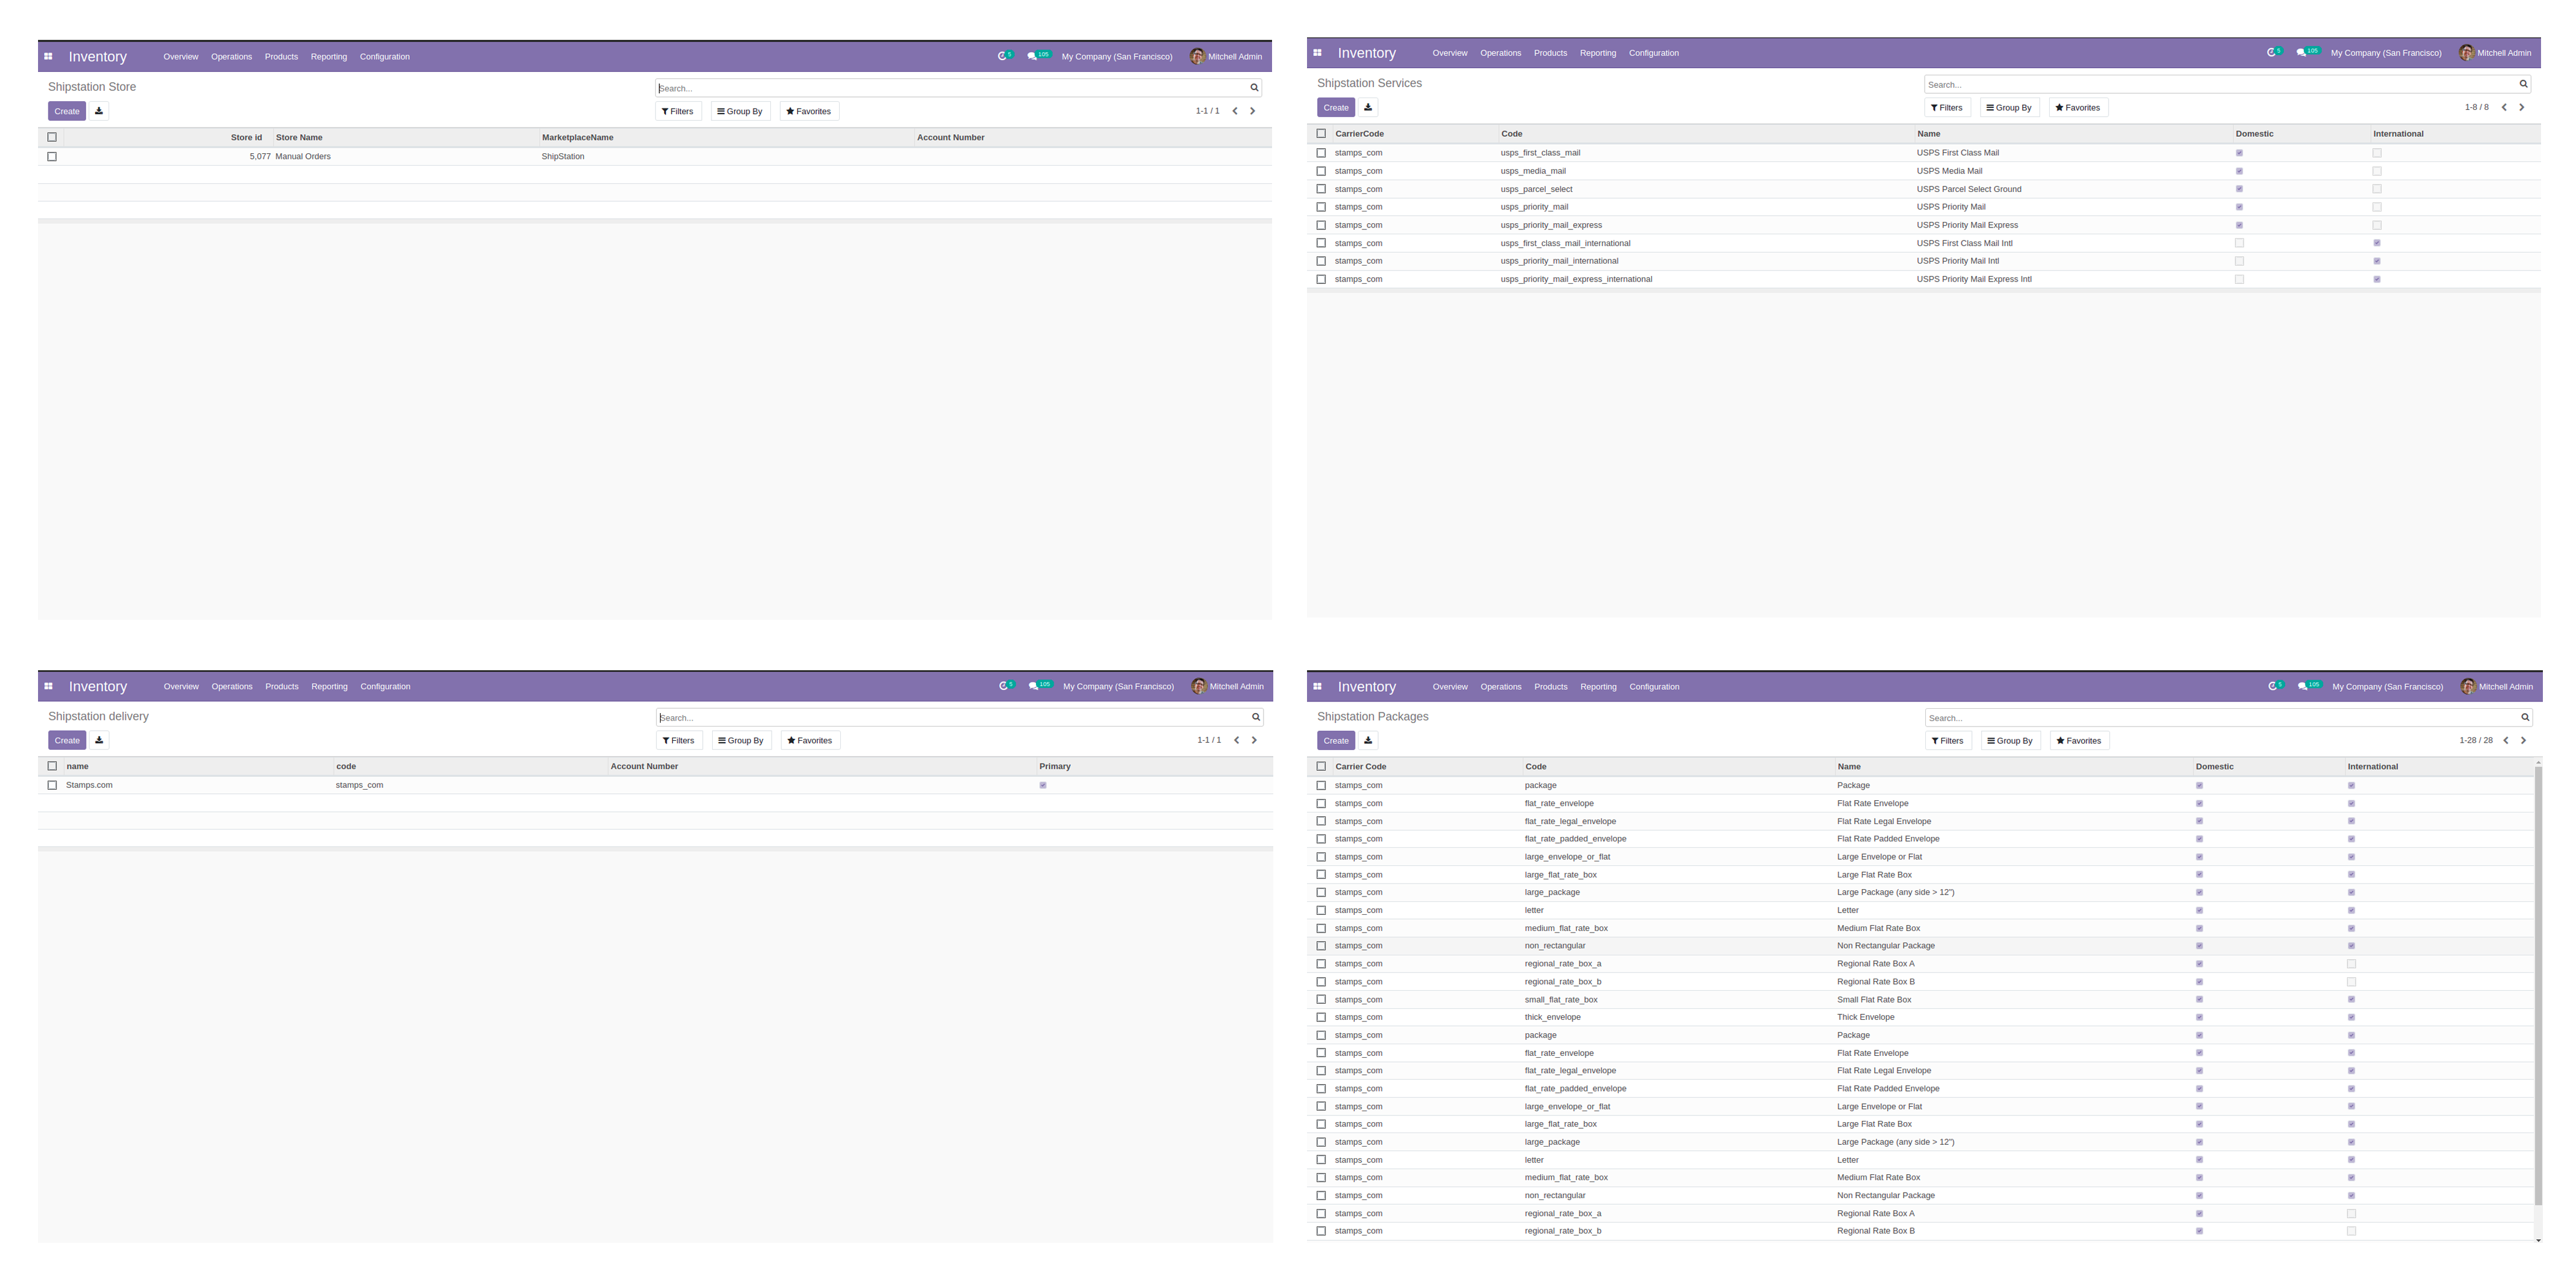 Inventory Overview Operations Products Reporting Configuration 5 105 My Company (San Francisco) Mitchell Admin
Shipstation Store Search...
Create Filters Group By Favorites 1-1 / 1
Store id Store Name MarketplaceName Account Number
5,077 Manual Orders ShipStation
Inventory Overview Operations Products Reporting Configuration 5 105 My Company (San Francisco) Mitchell Admin
Shipstation Services Search...
Create Filters Group By Favorites 1-8 / 8
CarrierCode Code Name Domestic International
stamps_com usps_first_class_mail USPS First Class Mail
stamps_com usps_media_mail USPS Media Mail
stamps_com usps_parcel_select USPS Parcel Select Ground
stamps_com usps_priority_mail USPS Priority Mail
stamps_com usps_priority_mail_express USPS Priority Mail Express
stamps_com usps_first_class_mail_international USPS First Class Mail Intl
stamps_com usps_priority_mail_international USPS Priority Mail Intl
stamps_com usps_priority_mail_express_international USPS Priority Mail Express Intl
Inventory Overview Operations Products Reporting Configuration 5 105 My Company (San Francisco) Mitchell Admin
Shipstation delivery Search...
Create Filters Group By Favorites 1-1 / 1
name code Account Number Primary
Stamps.com stamps_com
Inventory Overview Operations Products Reporting Configuration 5 105 My Company (San Francisco) Mitchell Admin
Shipstation Packages Search...
Create Filters Group By Favorites 1-28 / 28
Carrier Code Code Name Domestic International
stamps_com package Package
stamps_com flat_rate_envelope Flat Rate Envelope
stamps_com flat_rate_legal_envelope Flat Rate Legal Envelope
stamps_com flat_rate_padded_envelope Flat Rate Padded Envelope
stamps_com large_envelope_or_flat Large Envelope or Flat
stamps_com large_flat_rate_box Large Flat Rate Box
stamps_com large_package Large Package (any side > 12")
stamps_com letter Letter
stamps_com medium_flat_rate_box Medium Flat Rate Box
stamps_com non_rectangular Non Rectangular Package
stamps_com regional_rate_box_a Regional Rate Box A
stamps_com regional_rate_box_b Regional Rate Box B
stamps_com small_flat_rate_box Small Flat Rate Box
stamps_com thick_envelope Thick Envelope
stamps_com package Package
stamps_com flat_rate_envelope Flat Rate Envelope
stamps_com flat_rate_legal_envelope Flat Rate Legal Envelope
stamps_com flat_rate_padded_envelope Flat Rate Padded Envelope
stamps_com large_envelope_or_flat Large Envelope or Flat
stamps_com large_flat_rate_box Large Flat Rate Box
stamps_com large_package Large Package (any side > 12")
stamps_com letter Letter
stamps_com medium_flat_rate_box Medium Flat Rate Box
stamps_com non_rectangular Non Rectangular Package
stamps_com regional_rate_box_a Regional Rate Box A
stamps_com regional_rate_box_b Regional Rate Box B